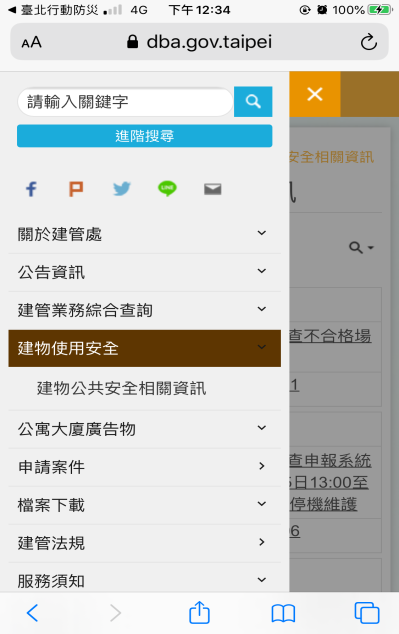 ◀ 臺北行動防災 4G 下午 12:34 100%
AA dba.gov.taipei
請輸入關鍵字
進階搜尋
安全相關資訊
f P LINE
關於建管處
公告資訊
建管業務綜合查詢
查不合格場
建物使用安全
建物公共安全相關資訊
1
公寓大廈廣告物
申請案件
查申報系統
日13:00至
檔案下載
停機維護
建管法規
6
服務須知